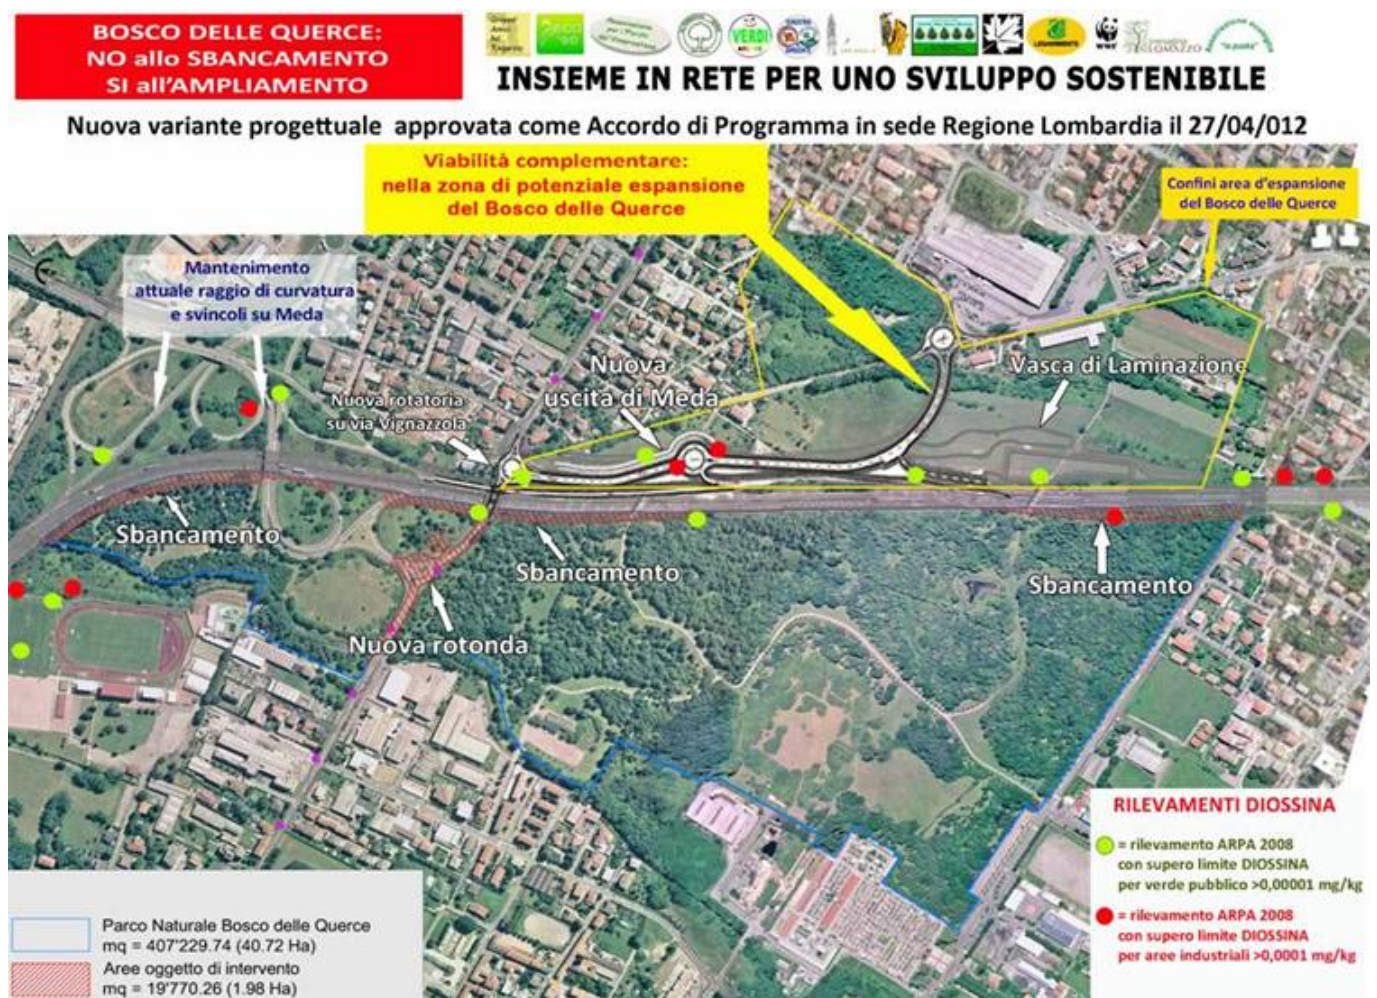 BOSCO DELLE QUERCE:
NO allo SBANCAMENTO
SI all'AMPLIAMENTO
VERDI
LEGAMBIENTE
WWF
INSIEME IN RETE PER UNO SVILUPPO SOSTENIBILE
Nuova variante progettuale approvata come Accordo di Programma in sede Regione Lombardia il 27/04/012
Viabilità complementare:
nella zona di potenziale espansione
del Bosco delle Querce
Confini area d'espansione
del Bosco delle Querce
Mantenimento
attuale raggio di curvatura
e svincoli su Meda
Nuova rotatoria
su via Vignazzola
Nuova
uscita di Meda
Vasca di Laminazione
Sbancamento
Sbancamento
Sbancamento
Nuova rotonda
RILEVAMENTI DIOSSINA
= rilevamento ARPA 2008
con supero limite DIOSSINA
per verde pubblico >0,00001 mg/kg
= rilevamento ARPA 2008
con supero limite DIOSSINA
per aree industriali >0,0001 mg/kg
Parco Naturale Bosco delle Querce
mq = 407'229.74 (40.72 Ha)
Aree oggetto di intervento
mq = 19'770.26 (1.98 Ha)